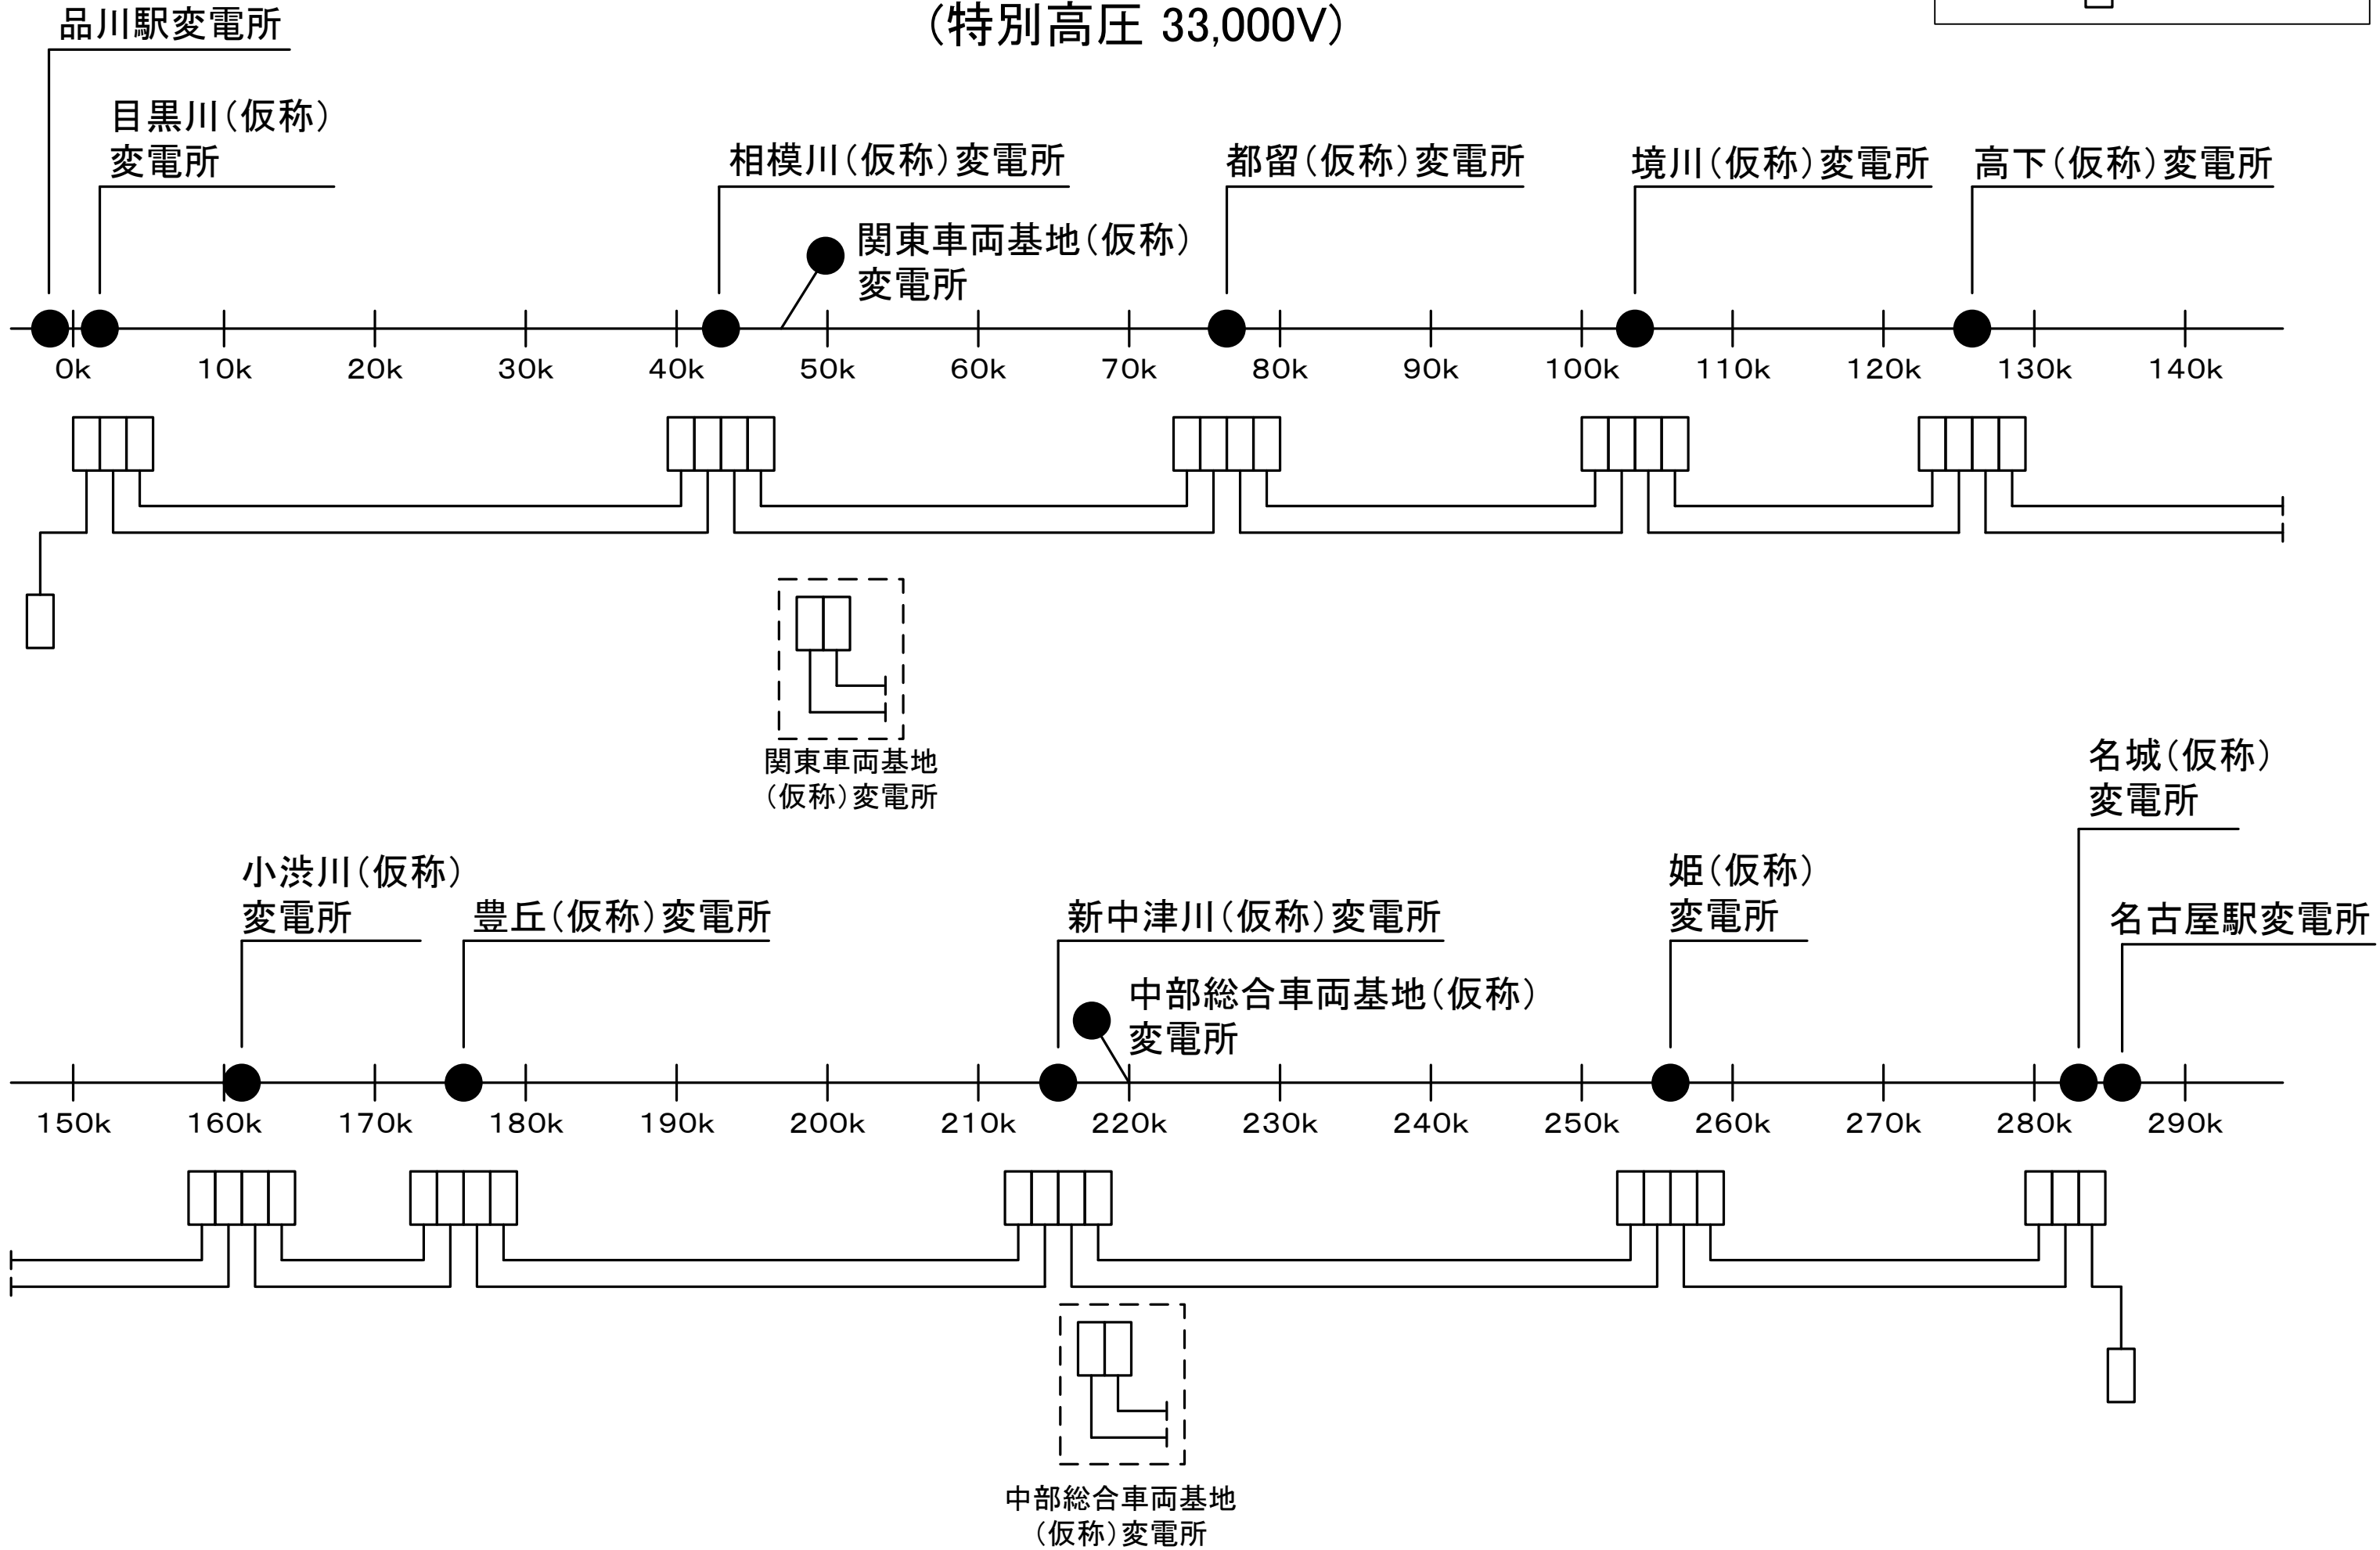 (特別高圧 33,000V)
品川駅変電所
目黒川(仮称)
変電所
相模川(仮称)変電所
関東車両基地(仮称)
変電所
都留(仮称)変電所
境川(仮称)変電所
高下(仮称)変電所
0k 10k 20k 30k 40k 50k 60k 70k 80k 90k 100k 110k 120k 130k 140k
関東車両基地
(仮称)変電所
小渋川(仮称)
変電所
豊丘(仮称)変電所
新中津川(仮称)変電所
中部総合車両基地(仮称)
変電所
姫(仮称)
変電所
名城(仮称)
変電所
名古屋駅変電所
150k 160k 170k 180k 190k 200k 210k 220k 230k 240k 250k 260k 270k 280k 290k
中部総合車両基地
(仮称)変電所